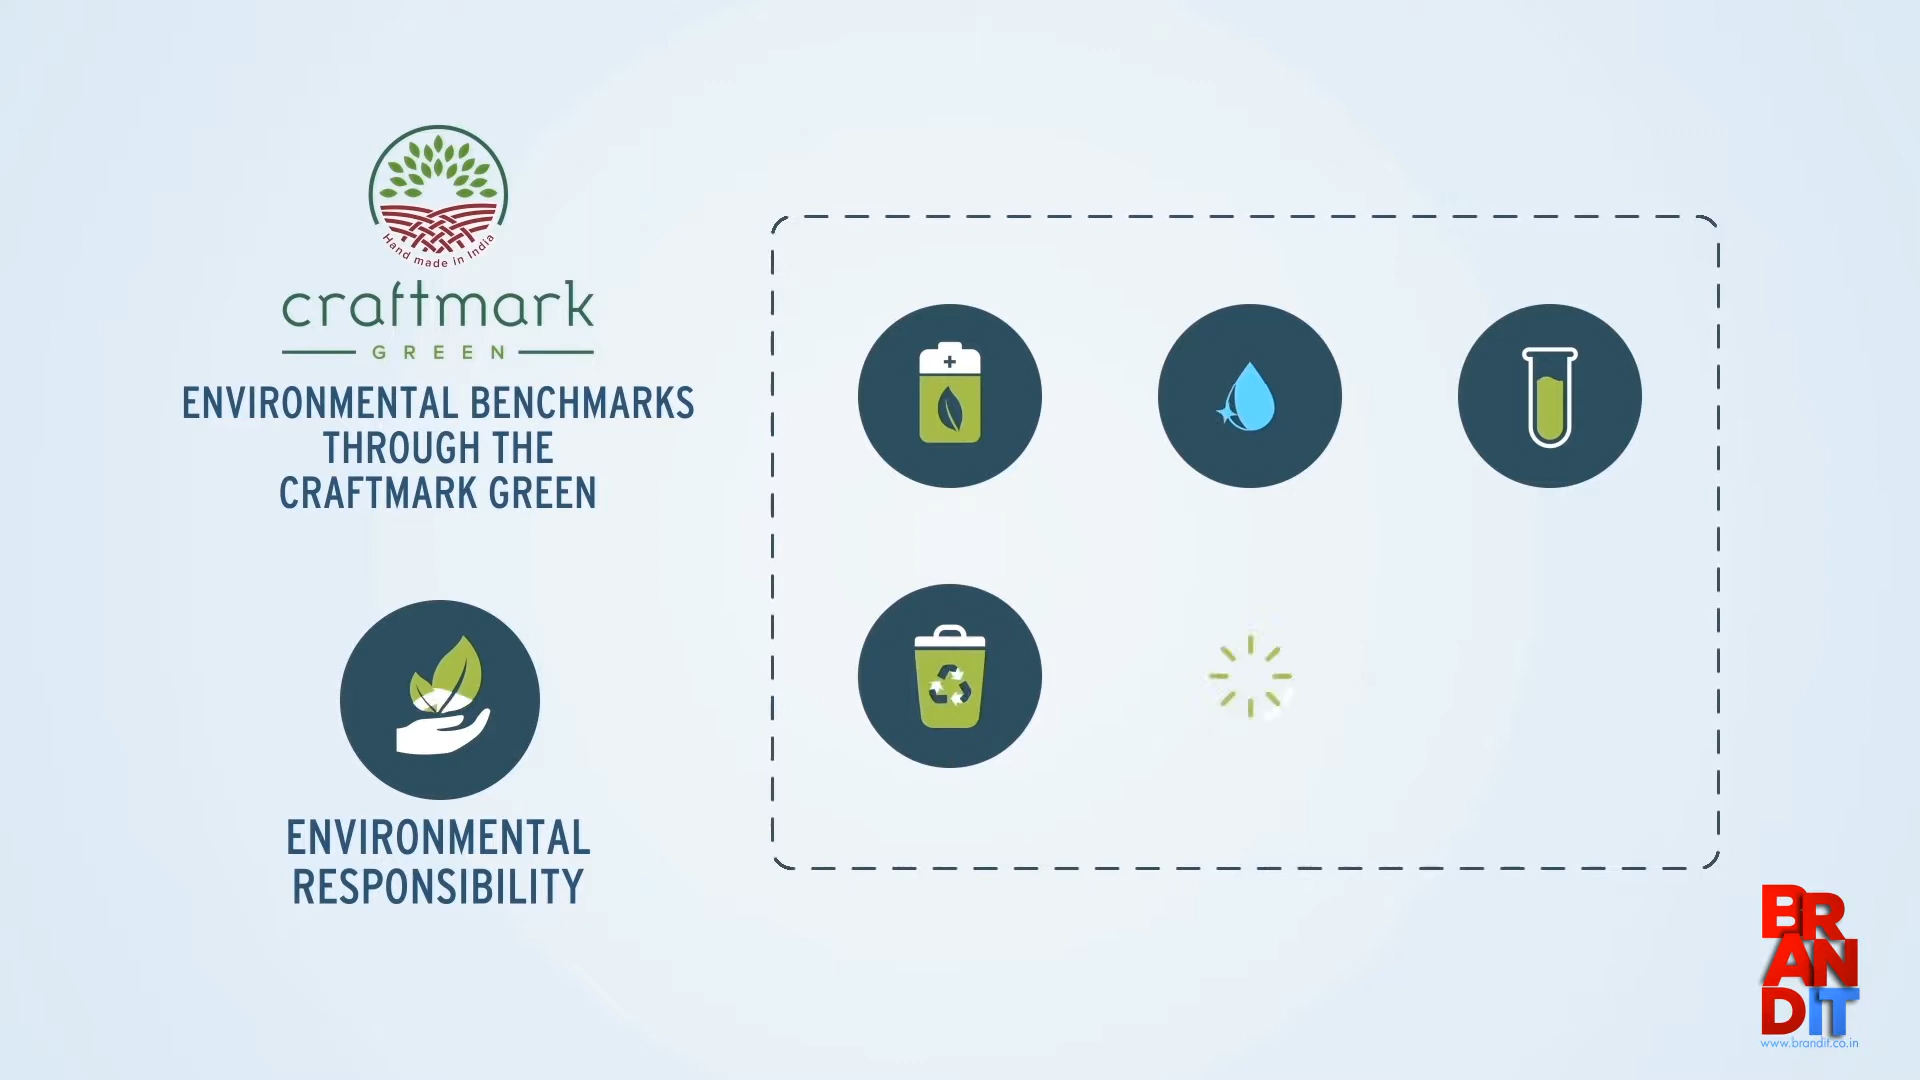 Hand made in India
craftmark
GREEN
ENVIRONMENTAL BENCHMARKS
THROUGH THE
CRAFTMARK GREEN
ENVIRONMENTAL
RESPONSIBILITY
BR
AN
DIT
www.brandit.co.in